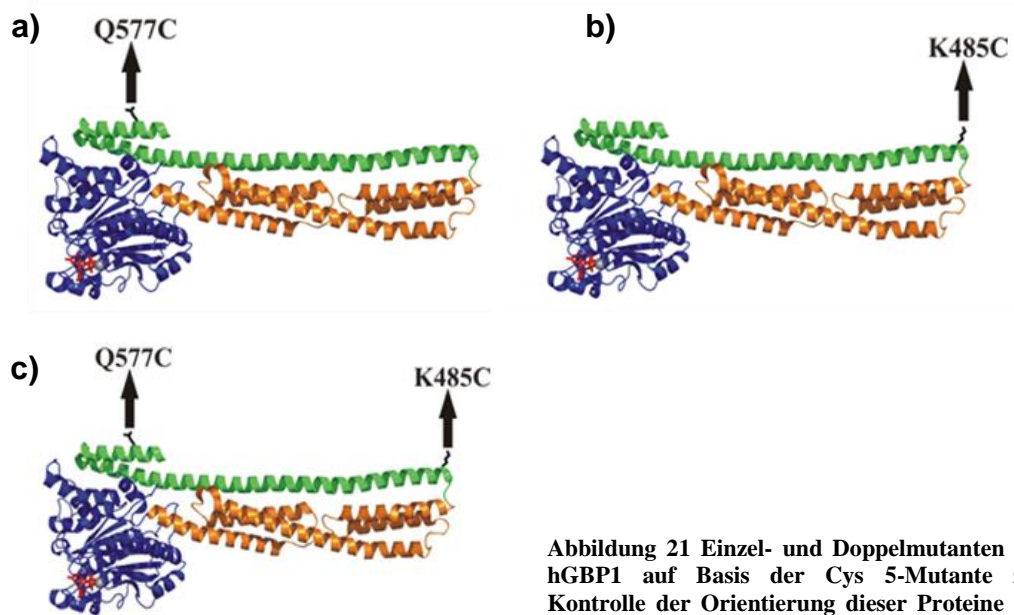 a)
Q577C
b)
K485C
c)
Q577C
K485C
Abbildung 21 Einzel- und Doppelmutanten
hGBP1 auf Basis der Cys 5-Mutante
Kontrolle der Orientierung dieser Proteine